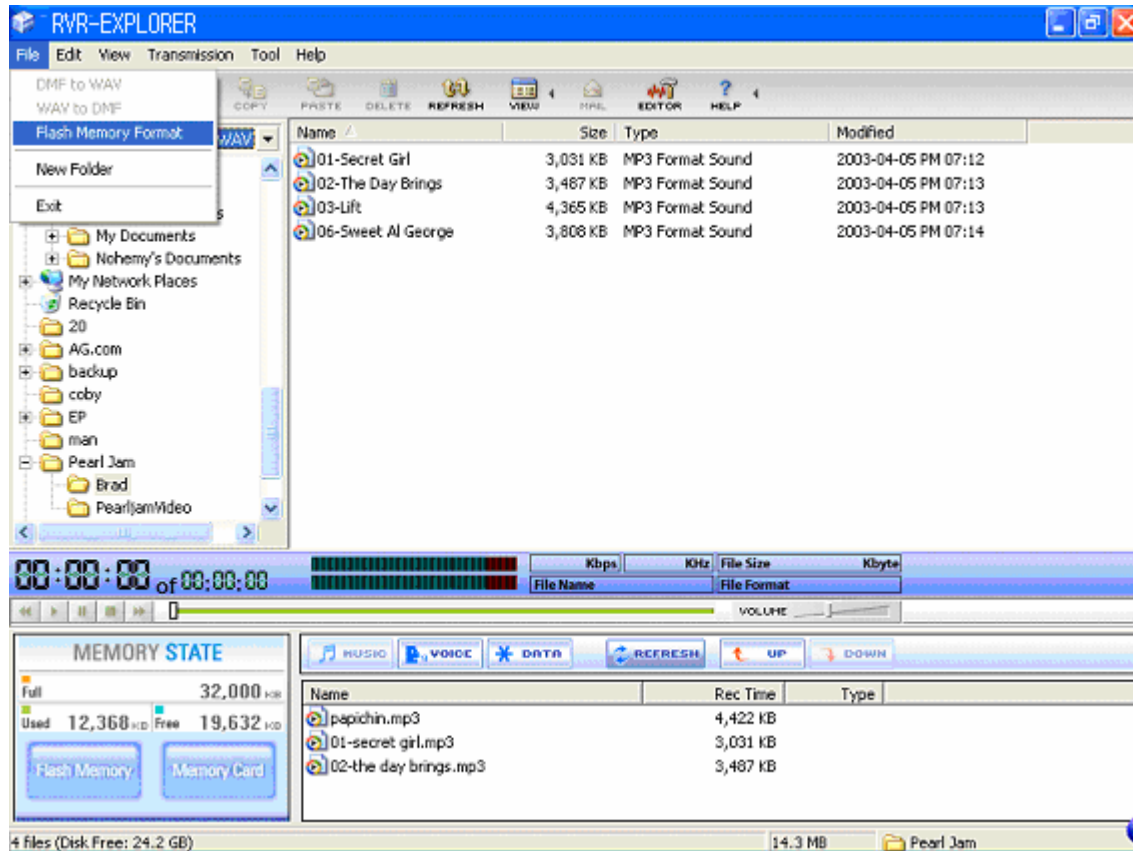 RVR-EXPLORER
File Edit View Transmission Tool Help
DMF to WAV
WAV to DMF
Flash Memory Format
New Folder
Exit
COPY PASTE DELETE REFRESH VIEW MAIL EDITOR HELP
WAV
Name Size Type Modified
01-Secret Girl 3,031 KB MP3 Format Sound 2003-04-05 PM 07:12
02-The Day Brings 3,487 KB MP3 Format Sound 2003-04-05 PM 07:13
03-Lift 4,365 KB MP3 Format Sound 2003-04-05 PM 07:13
06-Sweet Al George 3,808 KB MP3 Format Sound 2003-04-05 PM 07:14
My Documents
Nohemy's Documents
My Network Places
Recycle Bin
20
AG.com
backup
coby
EP
man
Pearl Jam
Brad
PearljamVideo
00:00:00 of 00:00:00
Kbps KHz File Size Kbyte
File Name File Format
VOLUME
MEMORY STATE
Full 32,000 KB
Used 12,368 KB Free 19,632 KB
Flash Memory Memory Card
MUSIC VOICE DATA REFRESH UP DOWN
Name Rec Time Type
papichin.mp3 4,422 KB
01-secret girl.mp3 3,031 KB
02-the day brings.mp3 3,487 KB
4 files (Disk Free: 24.2 GB) 14.3 MB Pearl Jam